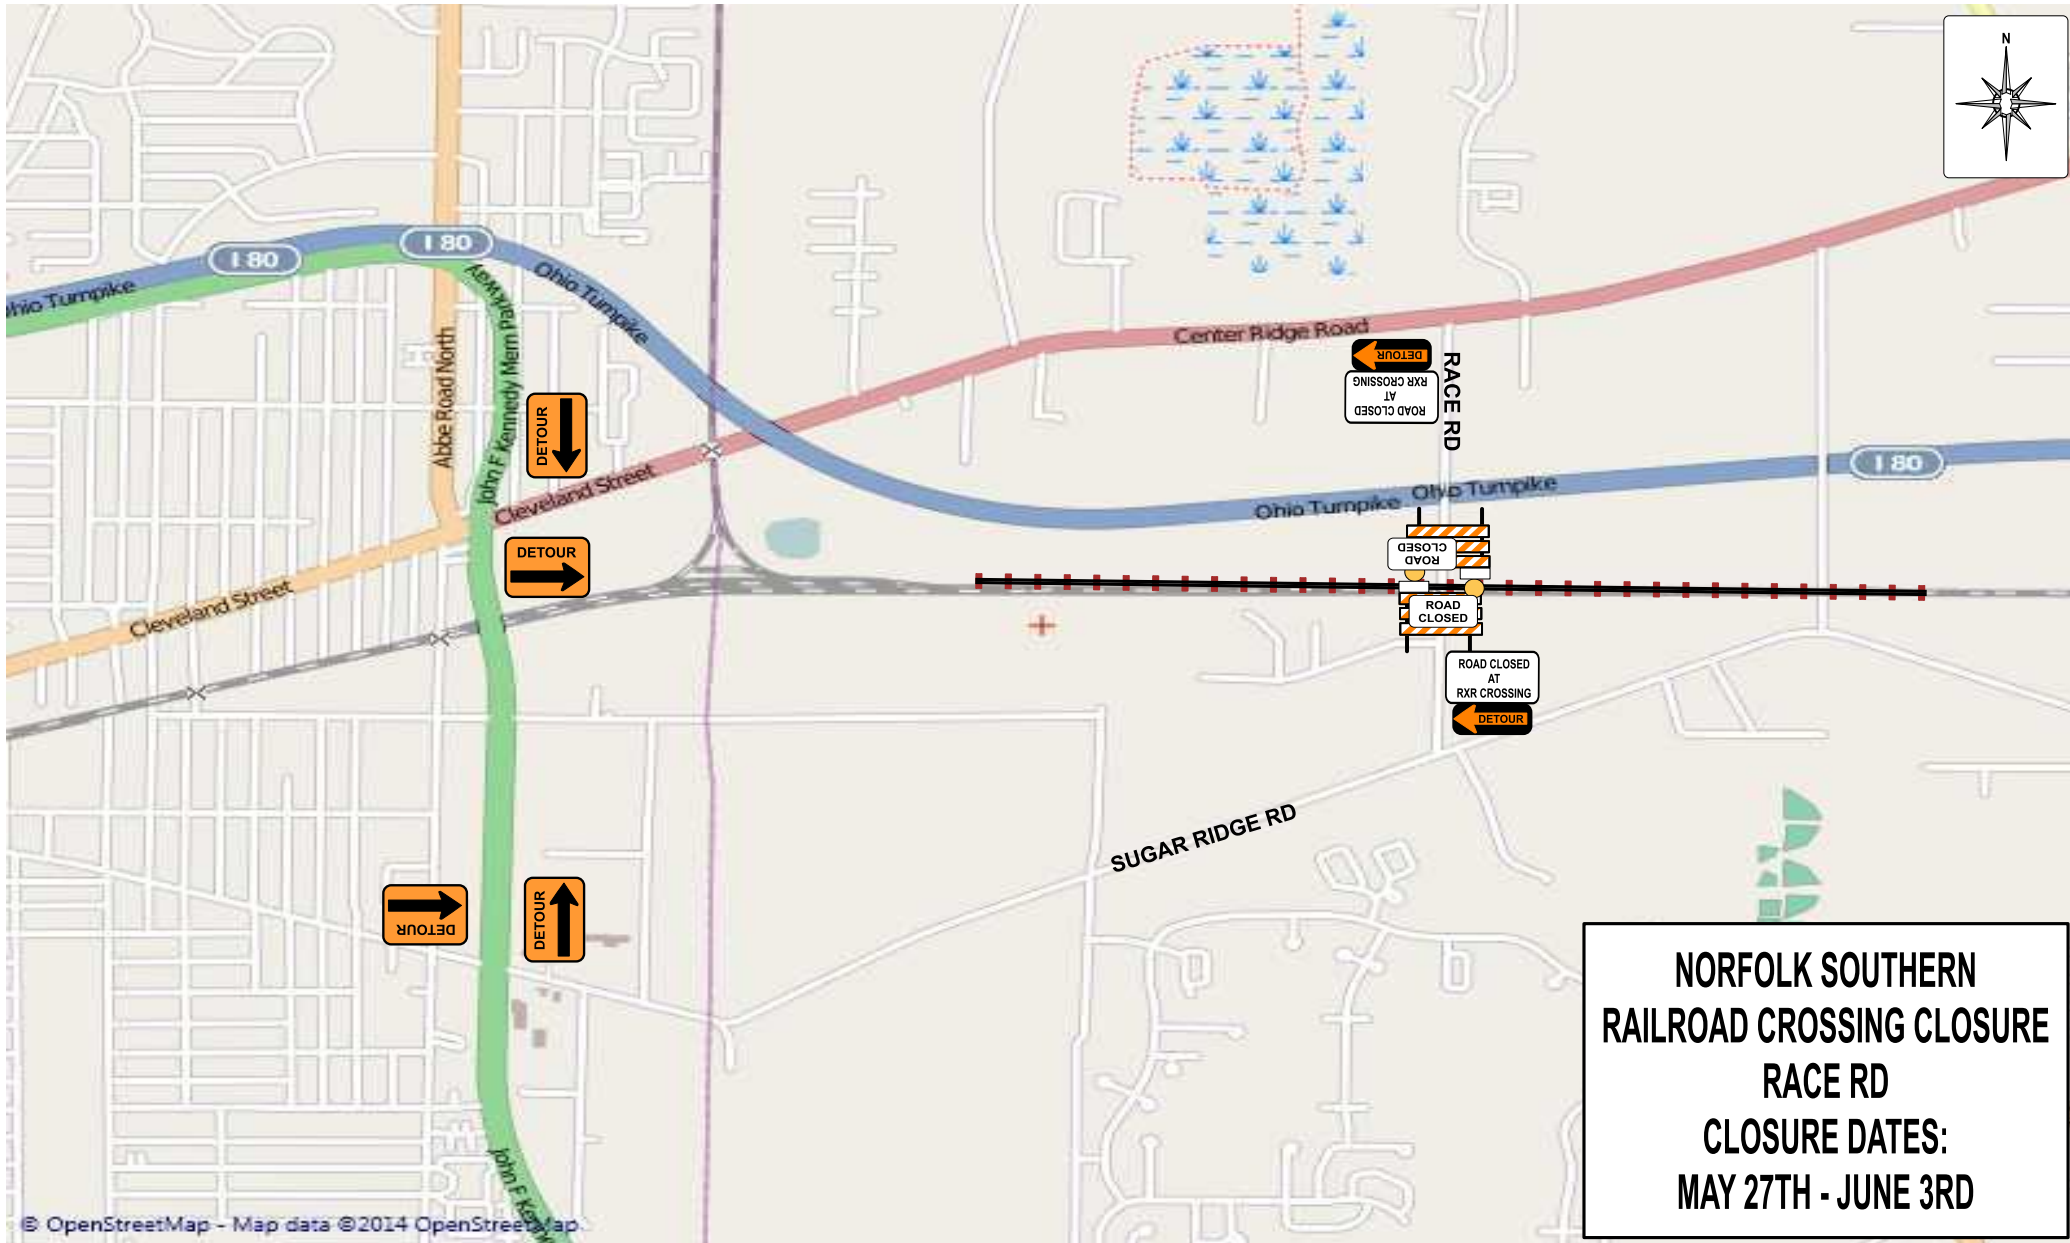 N
I 80
I 80
Ohio Turnpike
Ohio Turnpike
John F Kennedy Mem Parkway
Abbe Road North
Center Ridge Road
DETOUR
ROAD CLOSED
AT
RXR CROSSING
RACE RD
DETOUR
Cleveland Street
I 80
Ohio Turnpike
Ohio Turnpike
DETOUR
ROAD
CLOSED
ROAD
CLOSED
Cleveland Street
ROAD CLOSED
AT
RXR CROSSING
DETOUR
SUGAR RIDGE RD
DETOUR
DETOUR
NORFOLK SOUTHERN
RAILROAD CROSSING CLOSURE
RACE RD
CLOSURE DATES:
MAY 27TH - JUNE 3RD
John F Kenne
© OpenStreetMap - Map data ©2014 OpenStreetMap